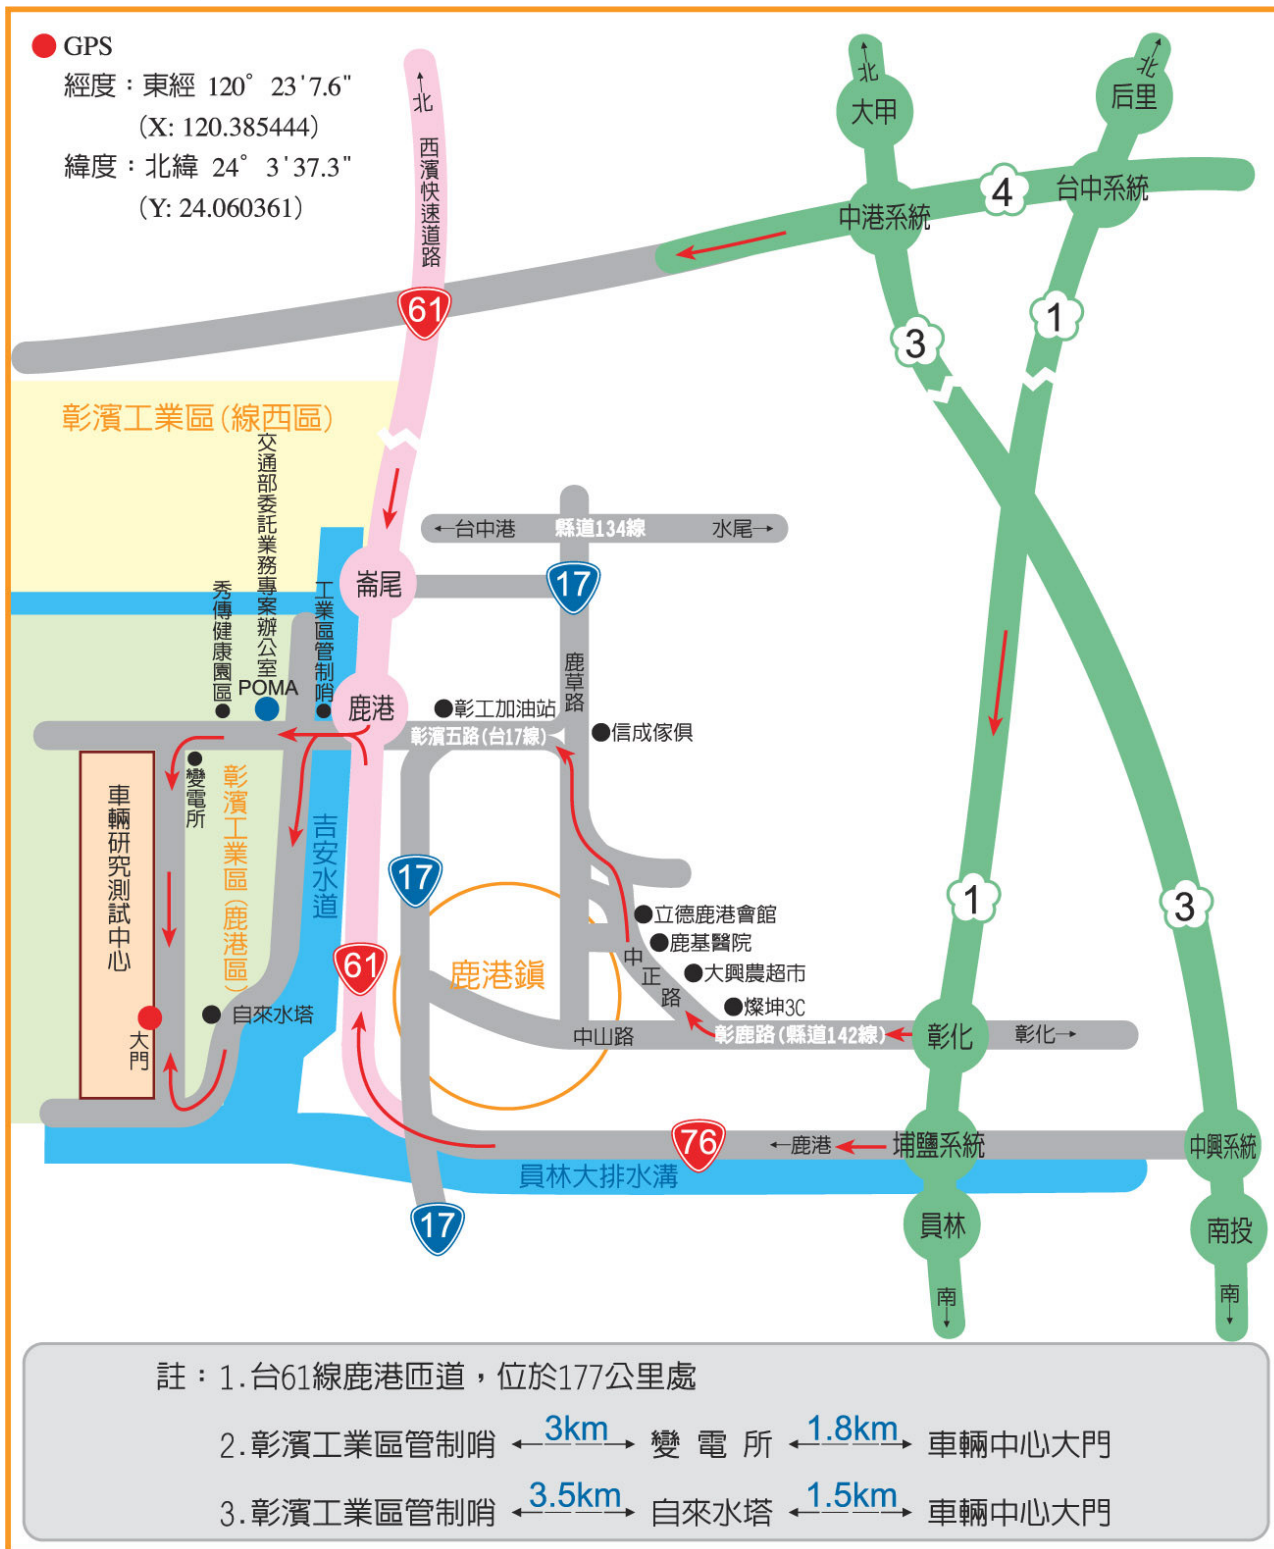 GPS
經度：東經 120° 23'7.6"
(X: 120.385444)
緯度：北緯 24° 3'37.3"
(Y: 24.060361)
←北
西濱快速道路
61
←北
大甲
←北
后里
中港系統
4
台中系統
3
1
彰濱工業區(線西區)
交通部委託業務專案辦公室
POMA
秀傳健康園區
工業區管制哨
崙尾
←台中港
縣道134線
水尾→
17
鹿草路
鹿港
彰工加油站
彰濱五路(台17線)
信成傢俱
變電所
車輛研究測試中心
彰濱工業區(鹿港區)
吉安水道
17
61
鹿港鎮
立德鹿港會館
鹿基醫院
大興農超市
燦坤3C
中正路
1
3
大門
自來水塔
中山路
彰鹿路(縣道142線)
彰化
彰化→
76
←鹿港
埔鹽系統
中興系統
員林大排水溝
17
員林
南投
南→
南→
註：1.台61線鹿港匝道，位於177公里處
2.彰濱工業區管制哨 ←3km→ 變電所 ←1.8km→ 車輛中心大門
3.彰濱工業區管制哨 ←3.5km→ 自來水塔 ←1.5km→ 車輛中心大門